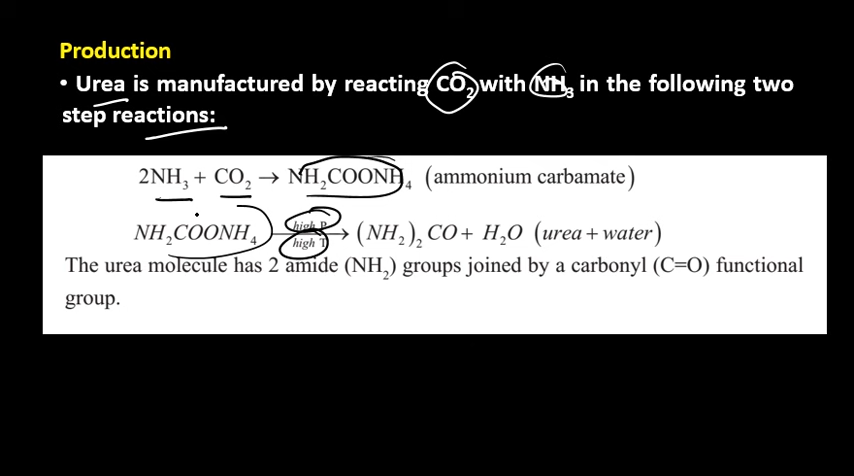 Production
• Urea is manufactured by reacting CO₂ with NH₃ in the following two
step reactions:
2NH₃ + CO₂ → NH₂COONH₄ (ammonium carbamate)
high P
NH₂COONH₄ → (NH₂)₂ CO + H₂O (urea + water)
high T
The urea molecule has 2 amide (NH₂) groups joined by a carbonyl (C=O) functional
group.